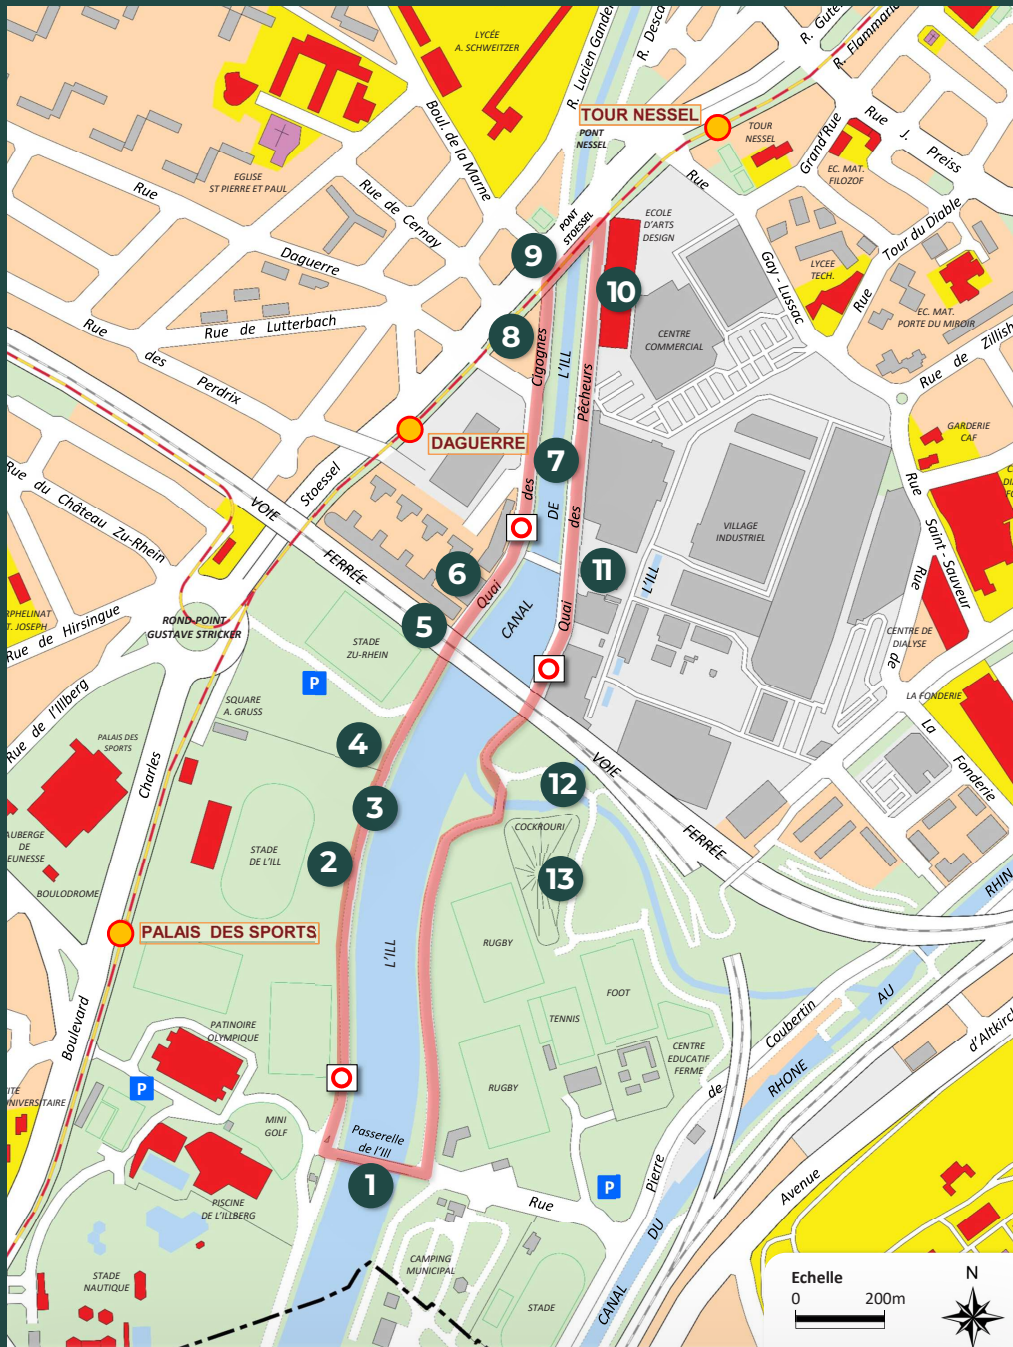 LYCÉE
A. SCHWEITZER
R. Lucien Gander
R. Gute
R. Flammari
TOUR NESSEL
PONT
NESSEL
TOUR
NESSEL
Grand'Rue
Rue J. Preiss
EC. MAT.
FILOZOF
Boul. de la Marne
EGLISE
ST PIERRE ET PAUL
Rue
Rue de Cernay
Daguerre
PONT
STOESSEL
Rue
Gay - Lussac
ECOLE
D'ARTS
DESIGN
Tour du Diable
Rue
LYCEE
TECH.
EC. MAT.
PORTE DU MIROIR
9
10
8
Rue de Lutterbach
Rue
des
Perdrix
CENTRE
COMMERCIAL
Rue de Zillish
Cigognes
L'ILL
Pêcheurs
DAGUERRE
7
GARDERIE
CAF
Rue du Château Zu-Rhein
Stoessel
VOIE
FERRÉE
des
DE
des
VILLAGE
INDUSTRIEL
Rue
Saint - Sauveur
6
Quai
11
L'ILL
Rue
de
CANAL
Quai
5
ROND-POINT
GUSTAVE STRICKER
T. JOSEPH
Rue de Hirsingue
STADE
ZU-RHEIN
P
CENTRE DE
DIALYSE
LA FONDERIE
La
Fonderie
SQUARE
A. GRUSS
Rue de l'Illberg
PALAIS DES
SPORTS
4
Charles
VOIE
FERRÉE
12
3
COCKROURI
DE
BOULODROME
STADE
DE L'ILL
2
13
RHIN
PALAIS DES SPORTS
L'ILL
RUGBY
FOOT
AU
Boulevard
TENNIS
Coubertin
d'Altkirch
PATINOIRE
OLYMPIQUE
CENTRE
EDUCATIF
FERME
RHONE
P
RUGBY
de
MINI
GOLF
Passerelle
de l'Ill
1
Pierre
P
Rue
Avenue
PISCINE
DE L'ILLBERG
DU
CAMPING
MUNICIPAL
STADE
NAUTIQUE
STADE
CANAL
Echelle
0 200m
N